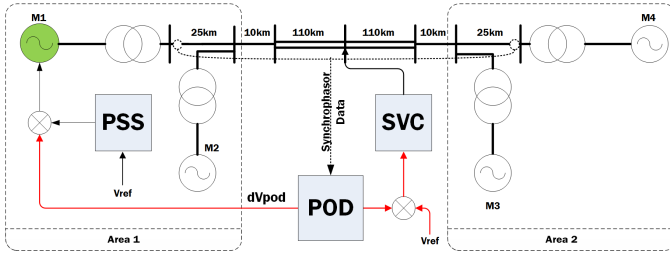 M1
25km
10km
110km
110km
10km
25km
M4
PSS
M2
Vref
Synchrophasor
Data
SVC
M3
dVpod
POD
Vref
Area 1
Area 2